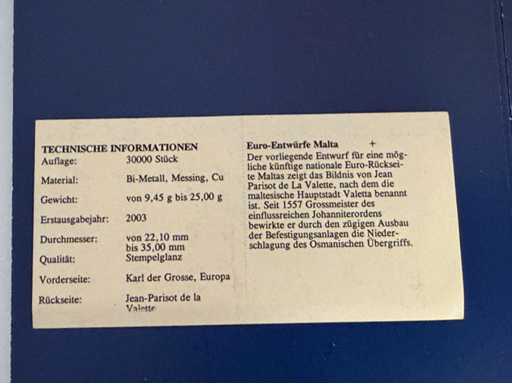 TECHNISCHE INFORMATIONEN
Auflage: 30000 Stück
Material: Bi-Metall, Messing, Cu
Gewicht: von 9,45 g bis 25,00 g
Erstausgabejahr: 2003
Durchmesser: von 22,10 mm
bis 35,00 mm
Qualität: Stempelglanz
Vorderseite: Karl der Grosse, Europa
Rückseite: Jean-Parisot de la
Valette
Euro-Entwürfe Malta +
Der vorliegende Entwurf für eine mög-
liche künftige nationale Euro-Rücksei-
te Maltas zeigt das Bildnis von Jean
Parisot de La Valette, nach dem die
maltesische Hauptstadt Valetta benannt
ist. Seit 1557 Grossmeister des
einflussreichen Johanniterordens
bewirkte er durch den zügigen Ausbau
der Befestigungsanlagen die Nieder-
schlagung des Osmanischen Übergriffs.